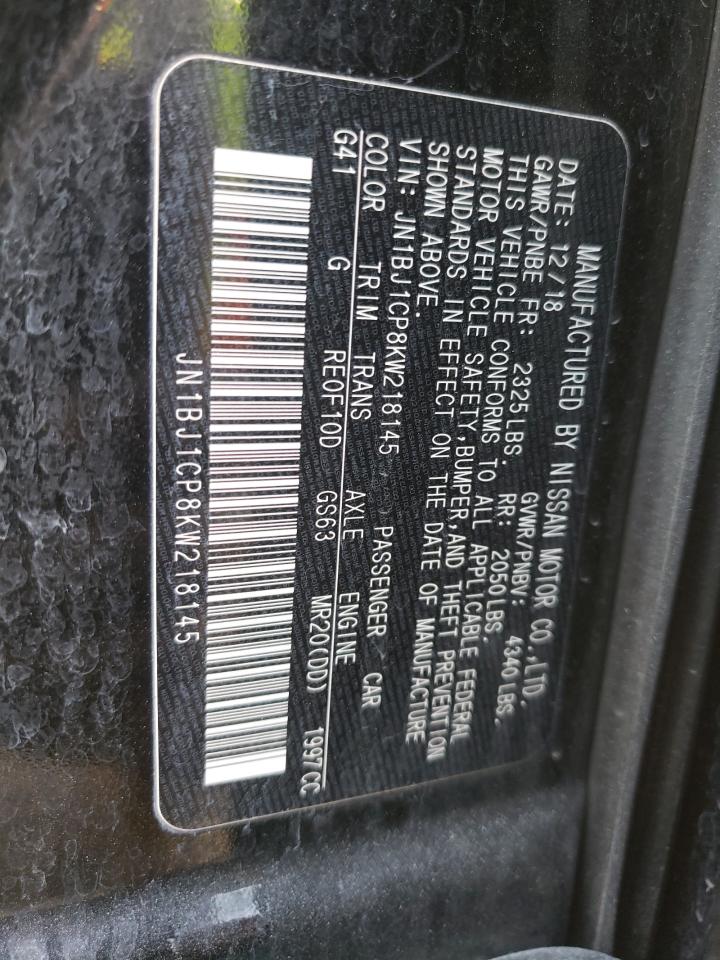 MANUFACTURED BY NISSAN MOTOR CO.,LTD.
DATE: 12/18 GVWR/PNBV: 4340 LBS.
GAWR/PNBE FR: 2325 LBS. RR: 2050 LBS.
THIS VEHICLE CONFORMS TO ALL APPLICABLE FEDERAL
MOTOR VEHICLE SAFETY,BUMPER,AND THEFT PREVENTION
STANDARDS IN EFFECT ON THE DATE OF MANUFACTURE
SHOWN ABOVE.
VIN: JN1BJ1CP8KW218145 , , PASSENGER CAR
COLOR TRIM TRANS AXLE ENGINE
G41 G RE0F10D GS63 MR20(DD) 1997CC
JN1BJ1CP8KW218145